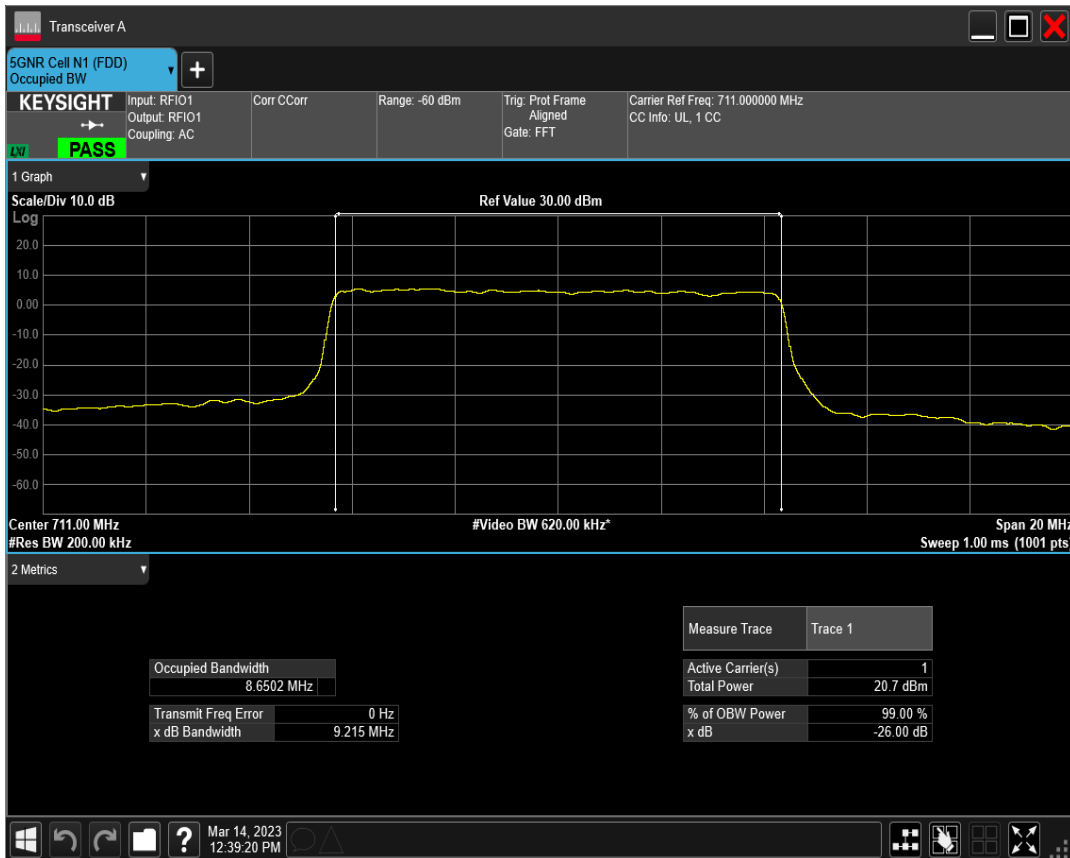 Transceiver A
5GNR Cell N1 (FDD)
Occupied BW
+
KEYSIGHT
LXI
PASS
Input: RFIO1
Output: RFIO1
Coupling: AC
Corr CCorr
Range: -60 dBm
Trig: Prot Frame
Aligned
Gate: FFT
Carrier Ref Freq: 711.000000 MHz
CC Info: UL, 1 CC
1 Graph
Scale/Div 10.0 dB
Ref Value 30.00 dBm
Log
20.0
10.0
0.00
-10.0
-20.0
-30.0
-40.0
-50.0
-60.0
Center 711.00 MHz
#Video BW 620.00 kHz*
Span 20 MHz
#Res BW 200.00 kHz
Sweep 1.00 ms (1001 pts)
2 Metrics
Measure Trace Trace 1
Occupied Bandwidth
8.6502 MHz
Active Carrier(s) 1
Total Power 20.7 dBm
Transmit Freq Error 0 Hz
x dB Bandwidth 9.215 MHz
% of OBW Power 99.00 %
x dB -26.00 dB
?
Mar 14, 2023
12:39:20 PM